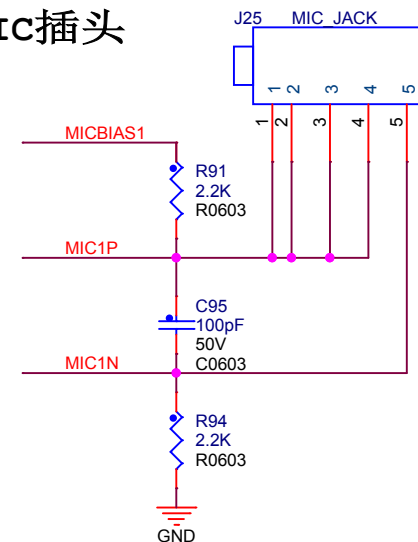 IC插头
J25 MIC_JACK
1 2 3 4 5
1 2 3 4 5
MICBIAS1
R91
2.2K
R0603
MIC1P
C95
100pF
50V
C0603
MIC1N
R94
2.2K
R0603
GND